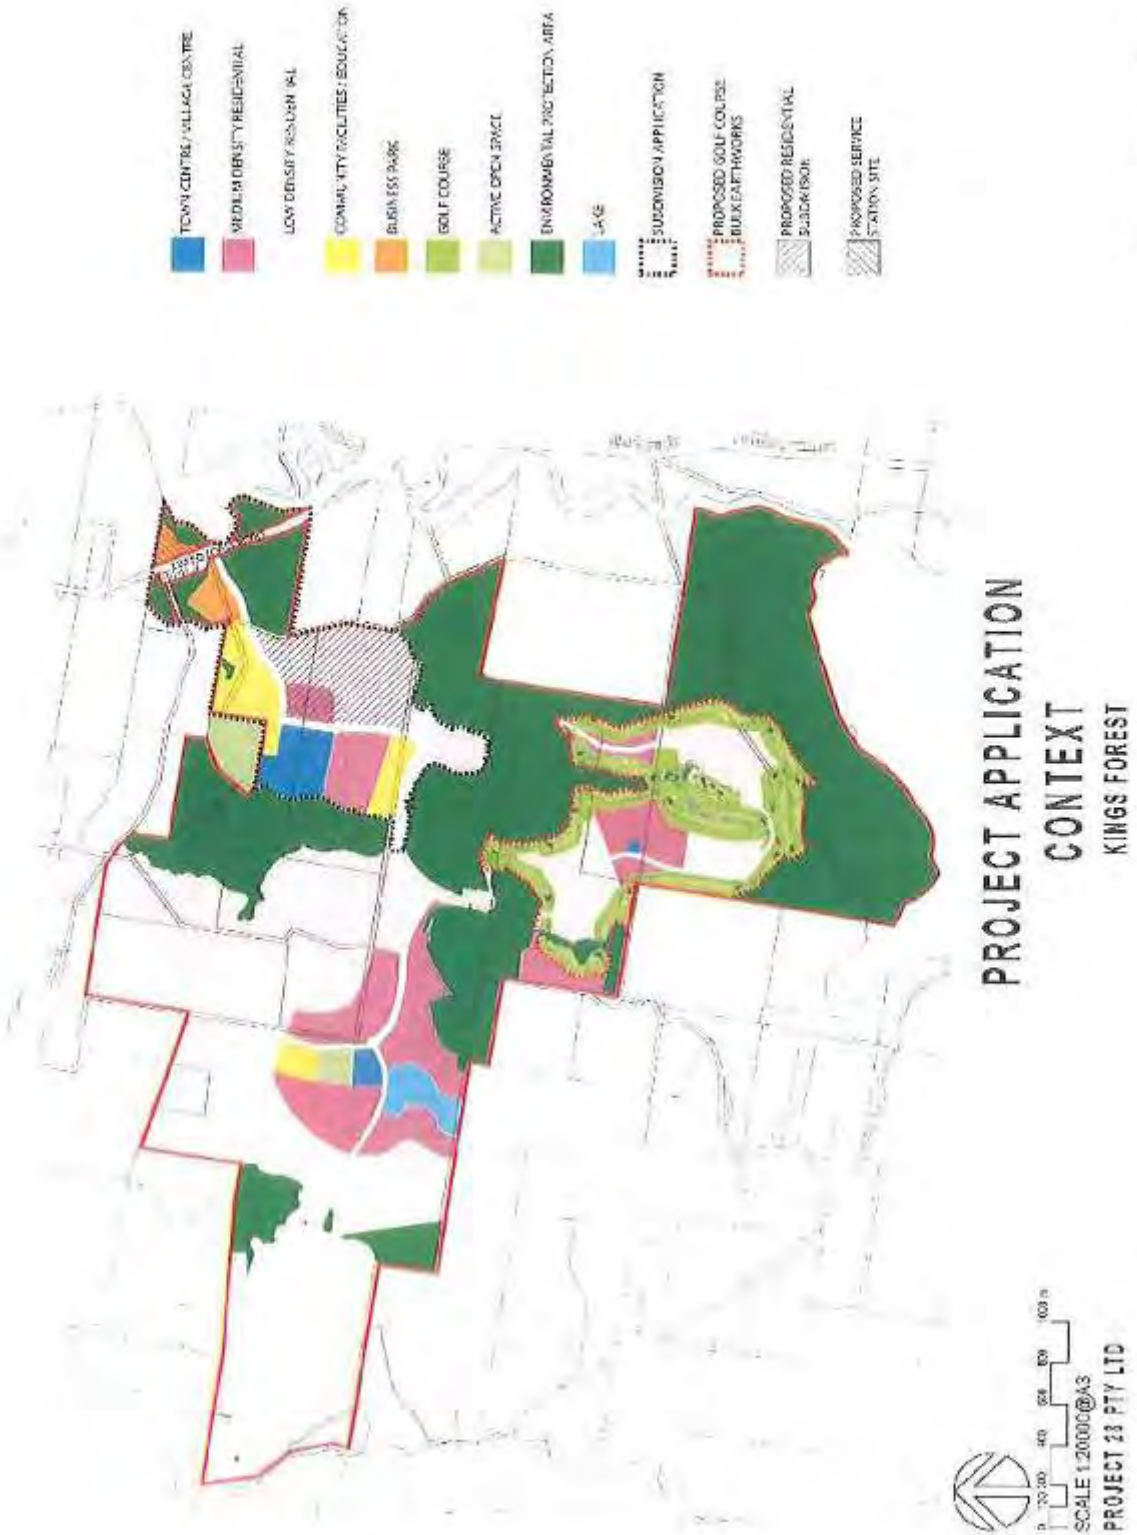 TOWN CENTRE / VILLAGE CENTRE
MEDIUM DENSITY RESIDENTIAL
LOW DENSITY RESIDENTIAL
COMMUNITY FACILITIES / EDUCATION
BUSINESS PARK
GOLF COURSE
ACTIVE OPEN SPACE
ENVIRONMENTAL PROTECTION AREA
LAKE
SUBDIVISION APPLICATION
PROPOSED GOLF COURSE
BULK EARTHWORKS
PROPOSED RESIDENTIAL
SUBDIVISION
PROPOSED SERVICE
STATION SITE
PROJECT APPLICATION
CONTEXT
KINGS FOREST
SCALE 1:20000@A3
PROJECT 28 PTY LTD